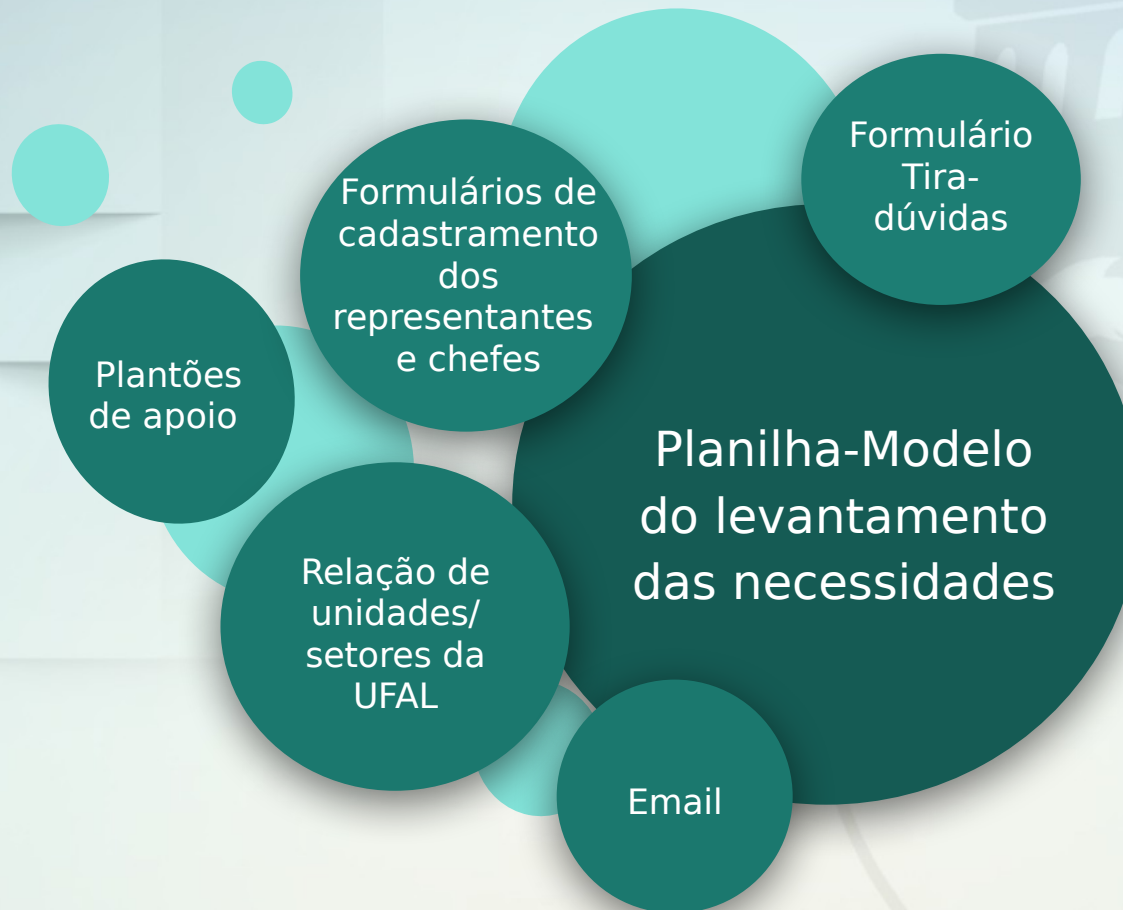 Formulário
Tira-
dúvidas
Formulários de
cadastramento
dos
representantes
e chefes
Plantões
de apoio
Planilha-Modelo
do levantamento
das necessidades
Relação de
unidades/
setores da
UFAL
Email